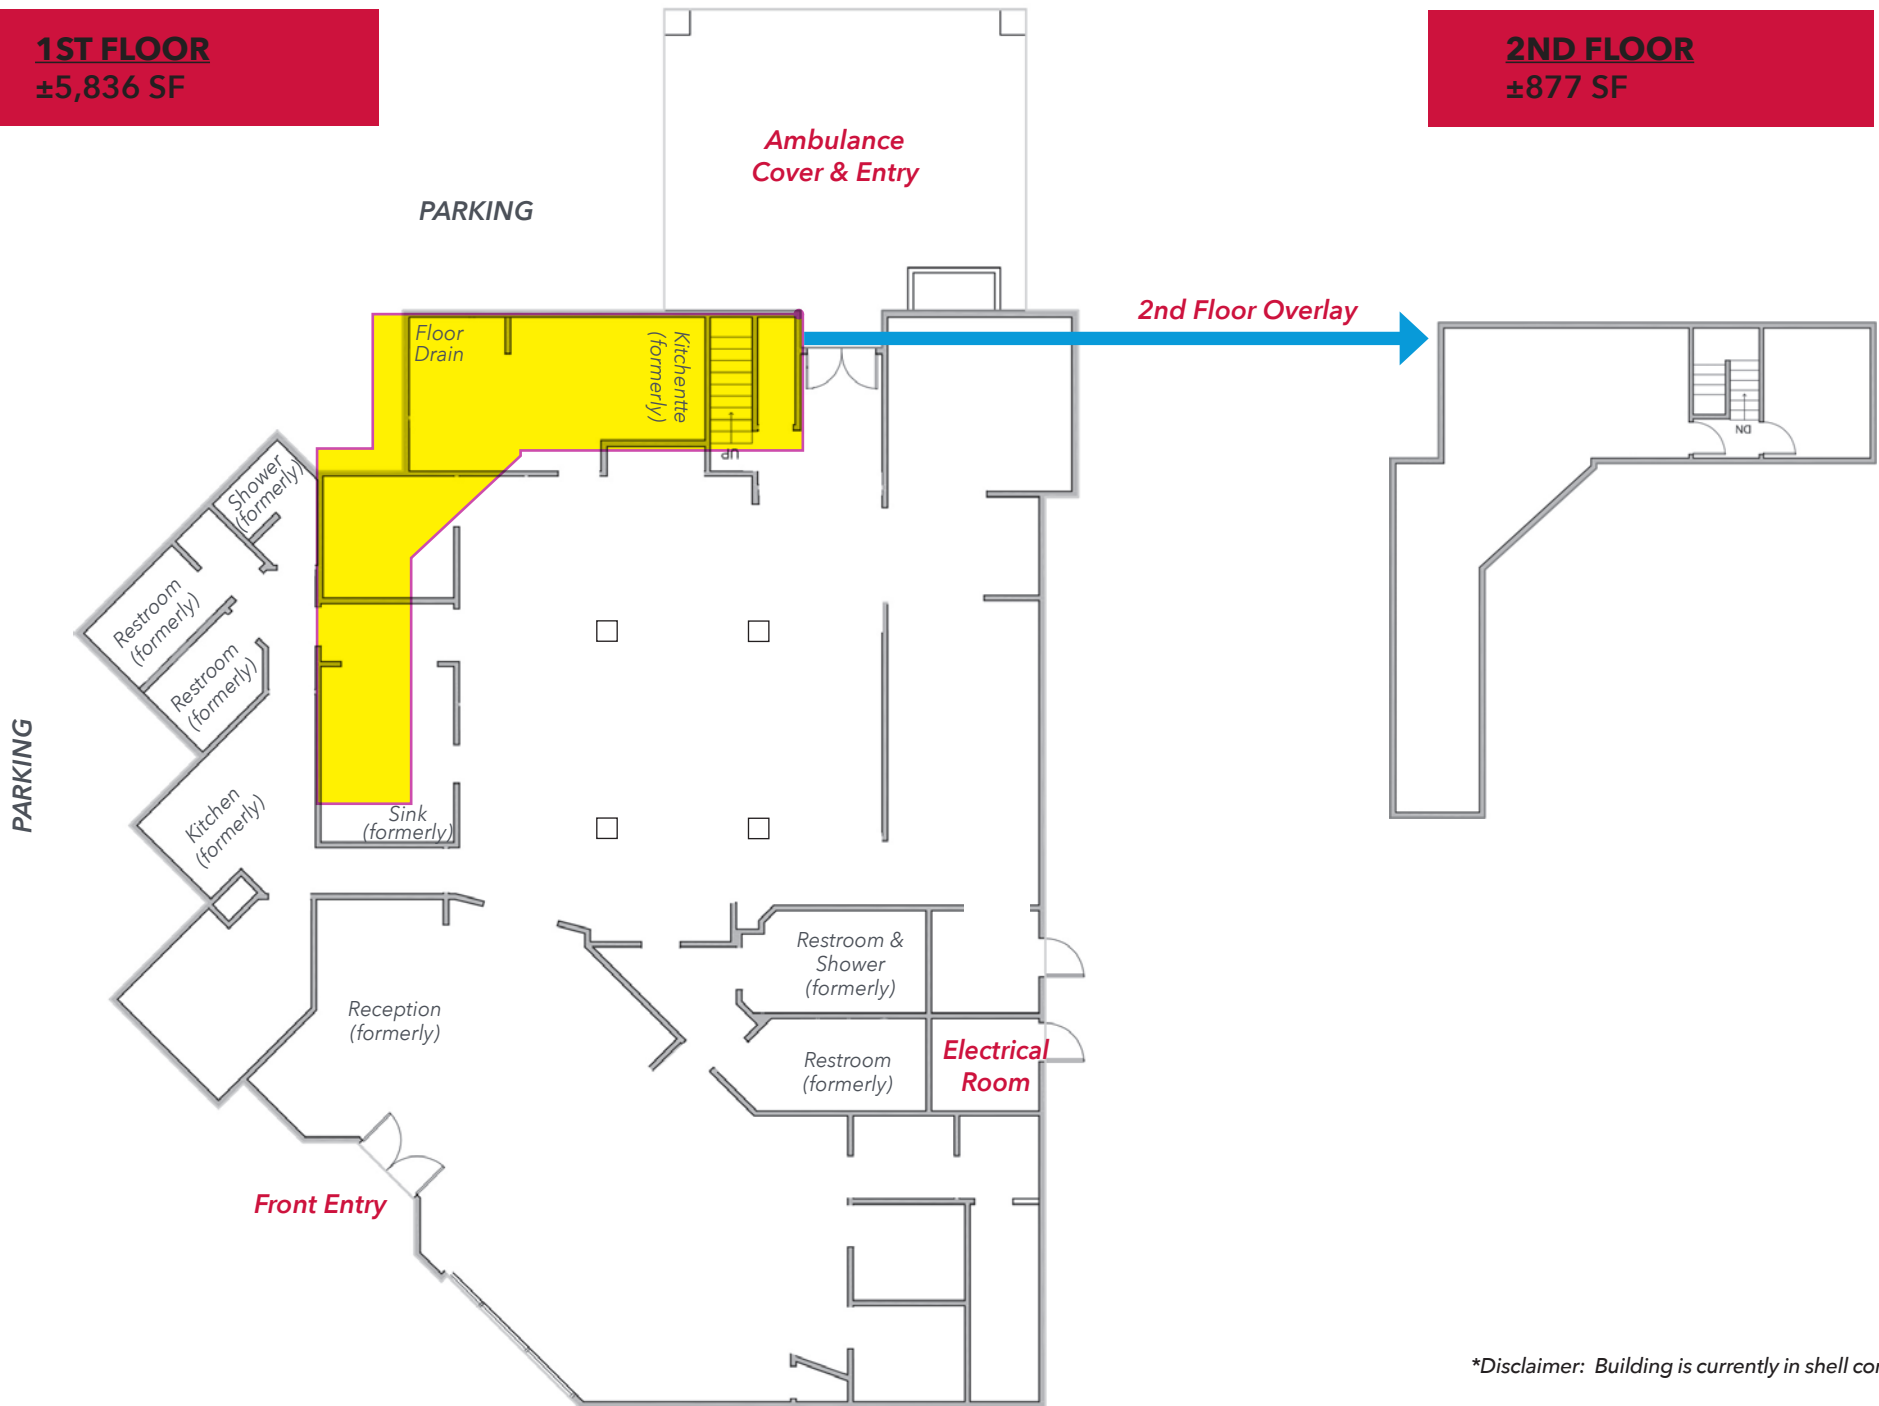 1ST FLOOR
±5,836 SF
2ND FLOOR
±877 SF
Ambulance
Cover & Entry
PARKING
2nd Floor Overlay
Floor
Drain
Kitchentte
(formerly)
UP
DN
Shower
(formerly)
Restroom
(formerly)
Restroom
(formerly)
PARKING
Kitchen
(formerly)
Sink
(formerly)
Restroom &
Shower
(formerly)
Reception
(formerly)
Electrical
Room
Restroom
(formerly)
Front Entry
*Disclaimer: Building is currently in shell